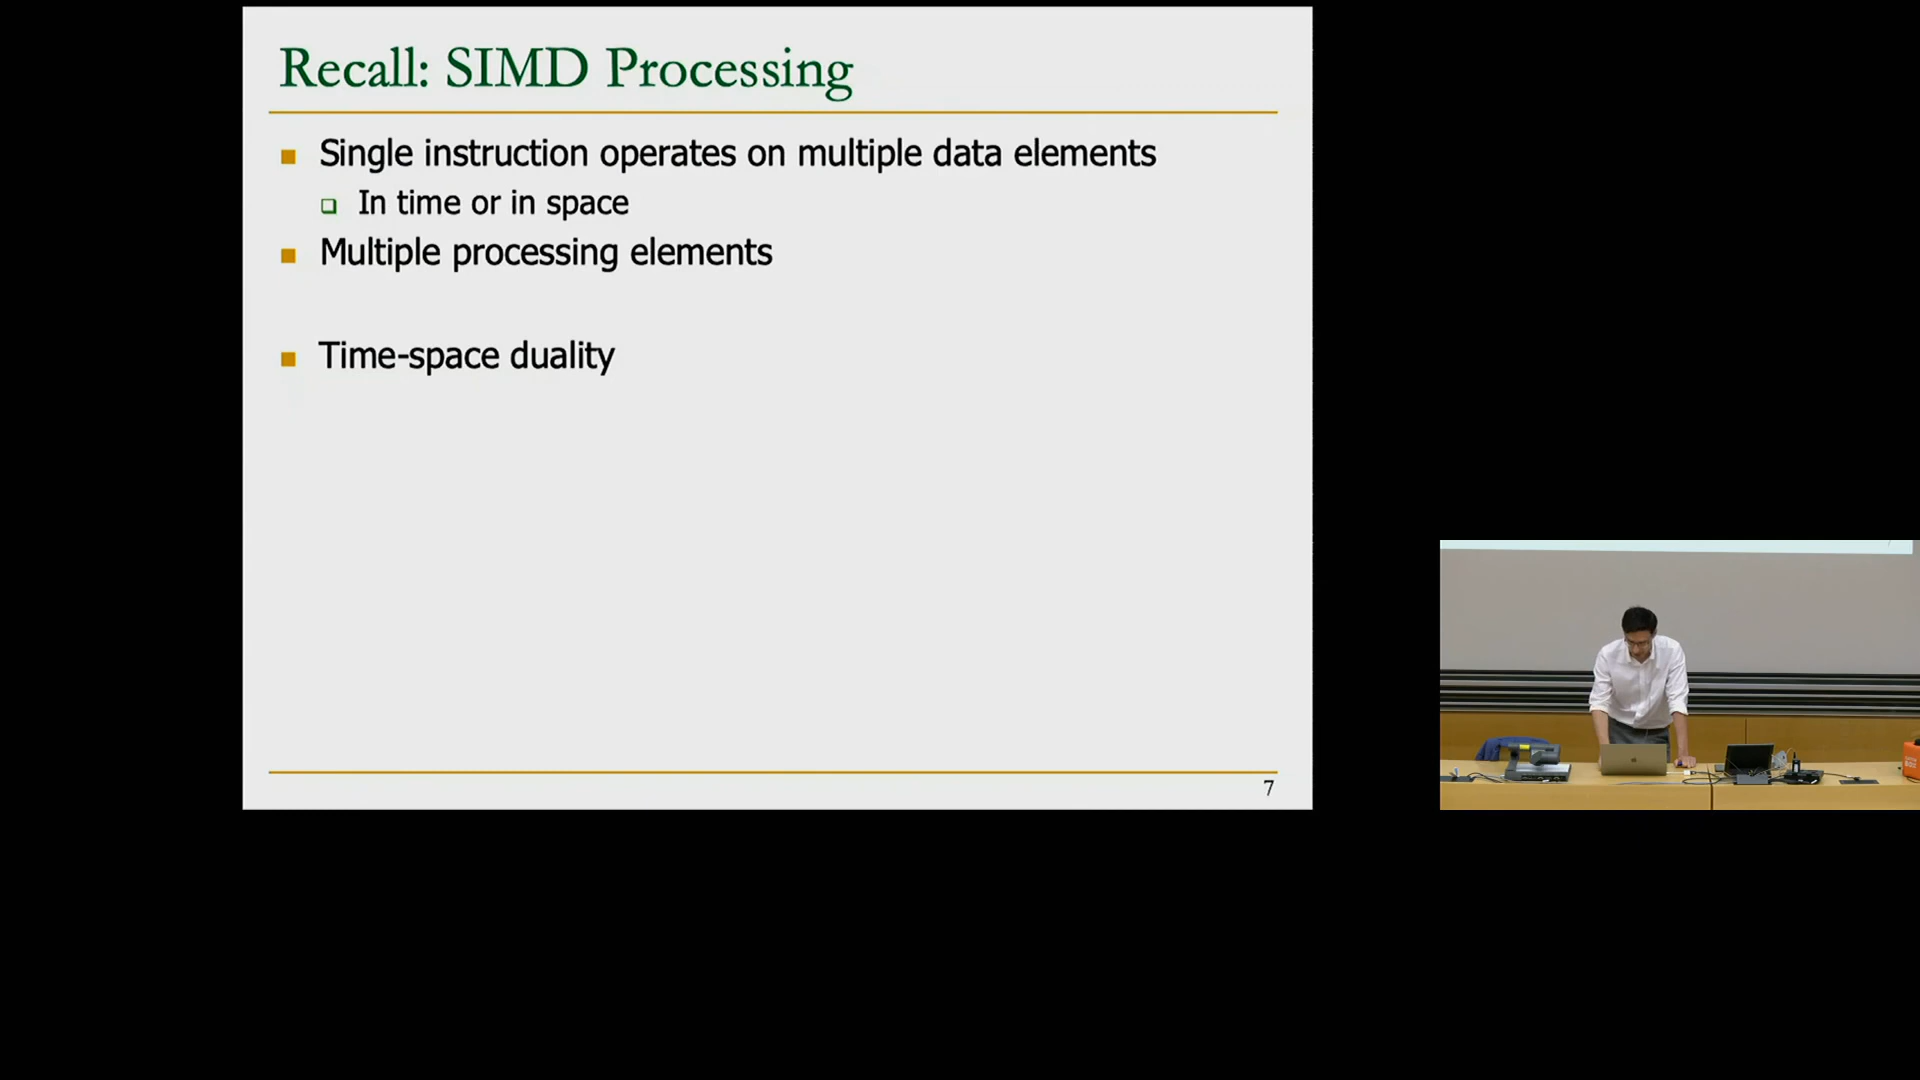 Recall: SIMD Processing
Single instruction operates on multiple data elements
In time or in space
Multiple processing elements
Time-space duality
7